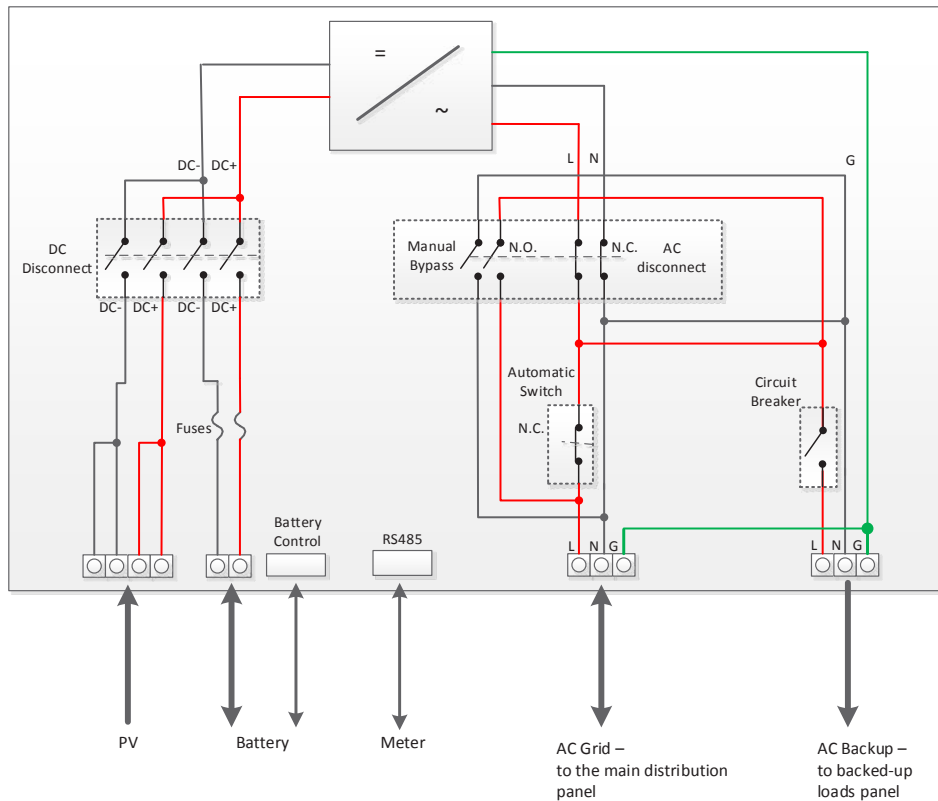 =
~
L N
G
DC- DC+
DC
Disconnect
Manual
Bypass
N.O.
N.C.
AC
disconnect
DC- DC+ DC- DC+
Automatic
Switch
Circuit
Breaker
N.C.
Fuses
Battery
Control
RS485
L N G
L N G
PV
Battery
Meter
AC Grid –
to the main distribution
panel
AC Backup –
to backed-up
loads panel